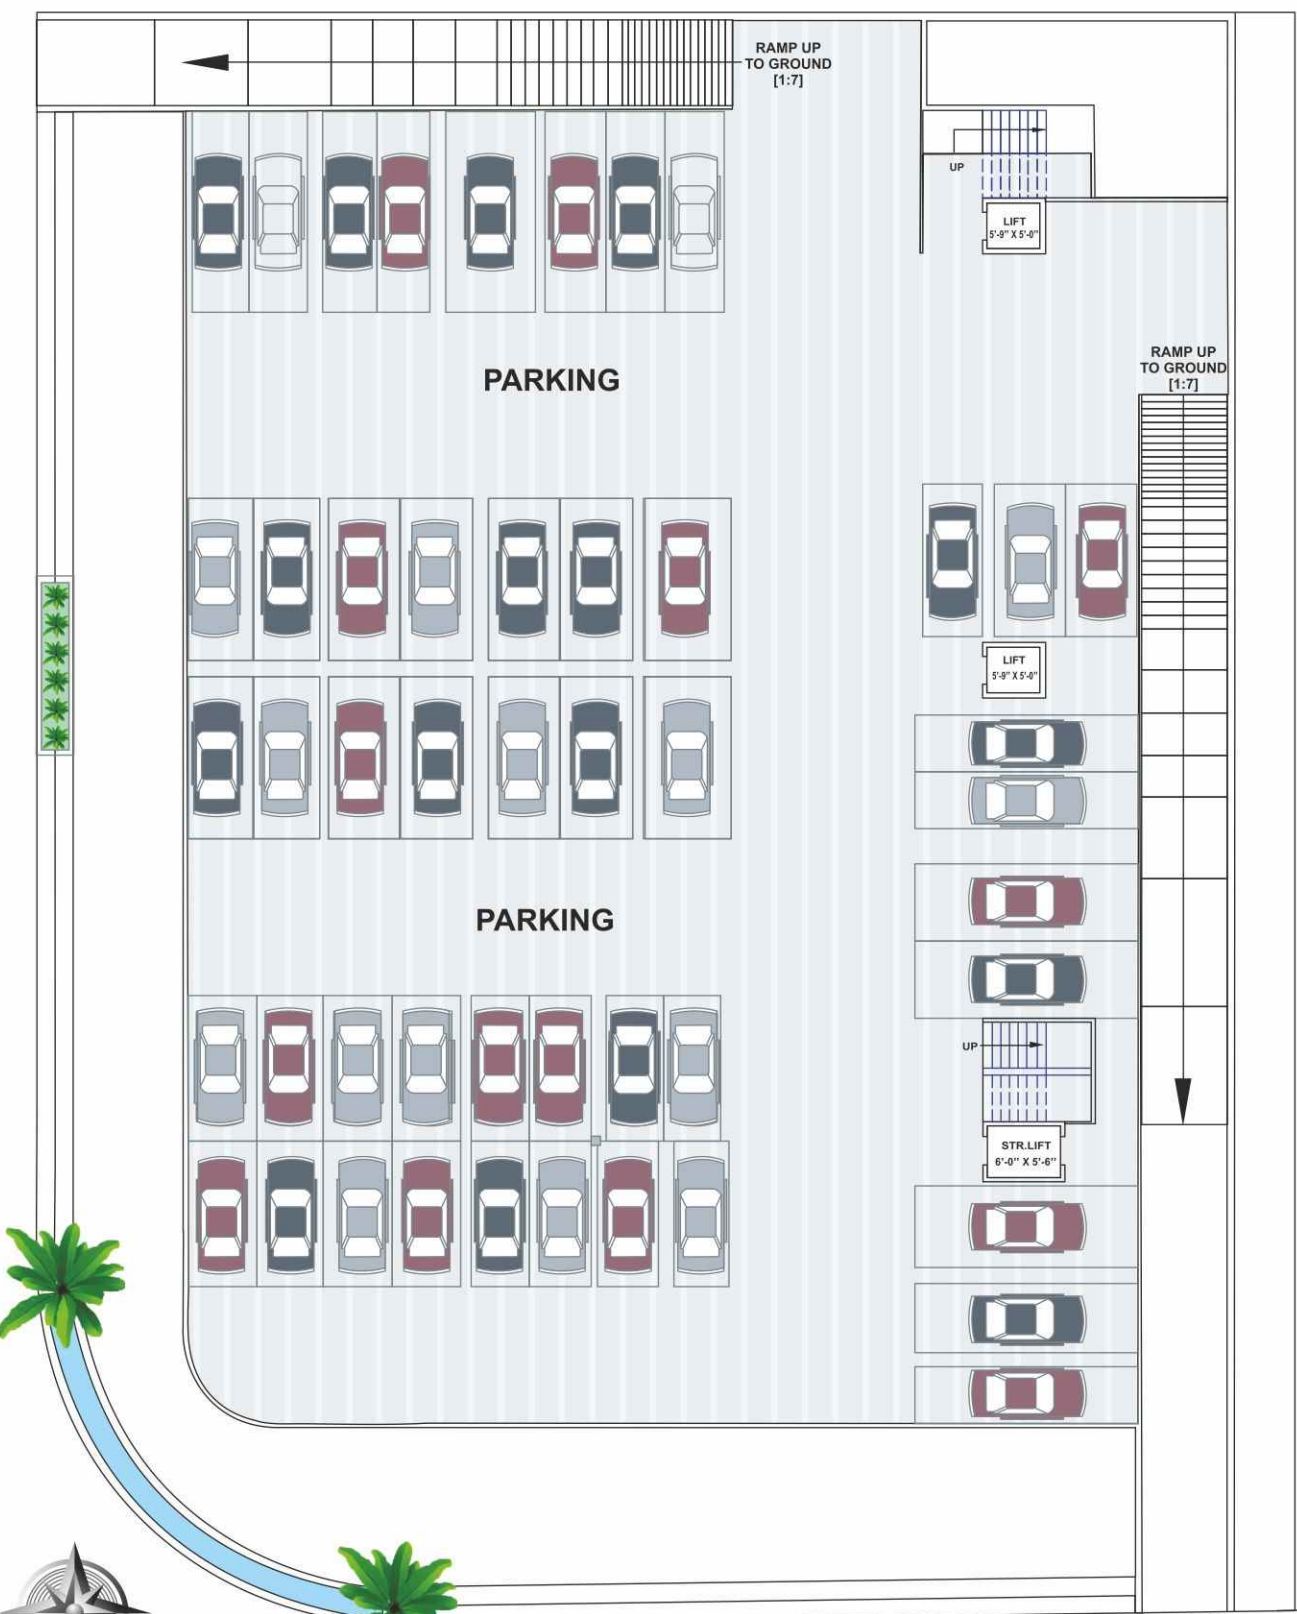 RAMP UP
TO GROUND
[1:7]
UP
LIFT
5'-9" X 5'-0"
RAMP UP
TO GROUND
[1:7]
PARKING
LIFT
5'-9" X 5'-0"
PARKING
UP
STR.LIFT
6'-0" X 5'-6"